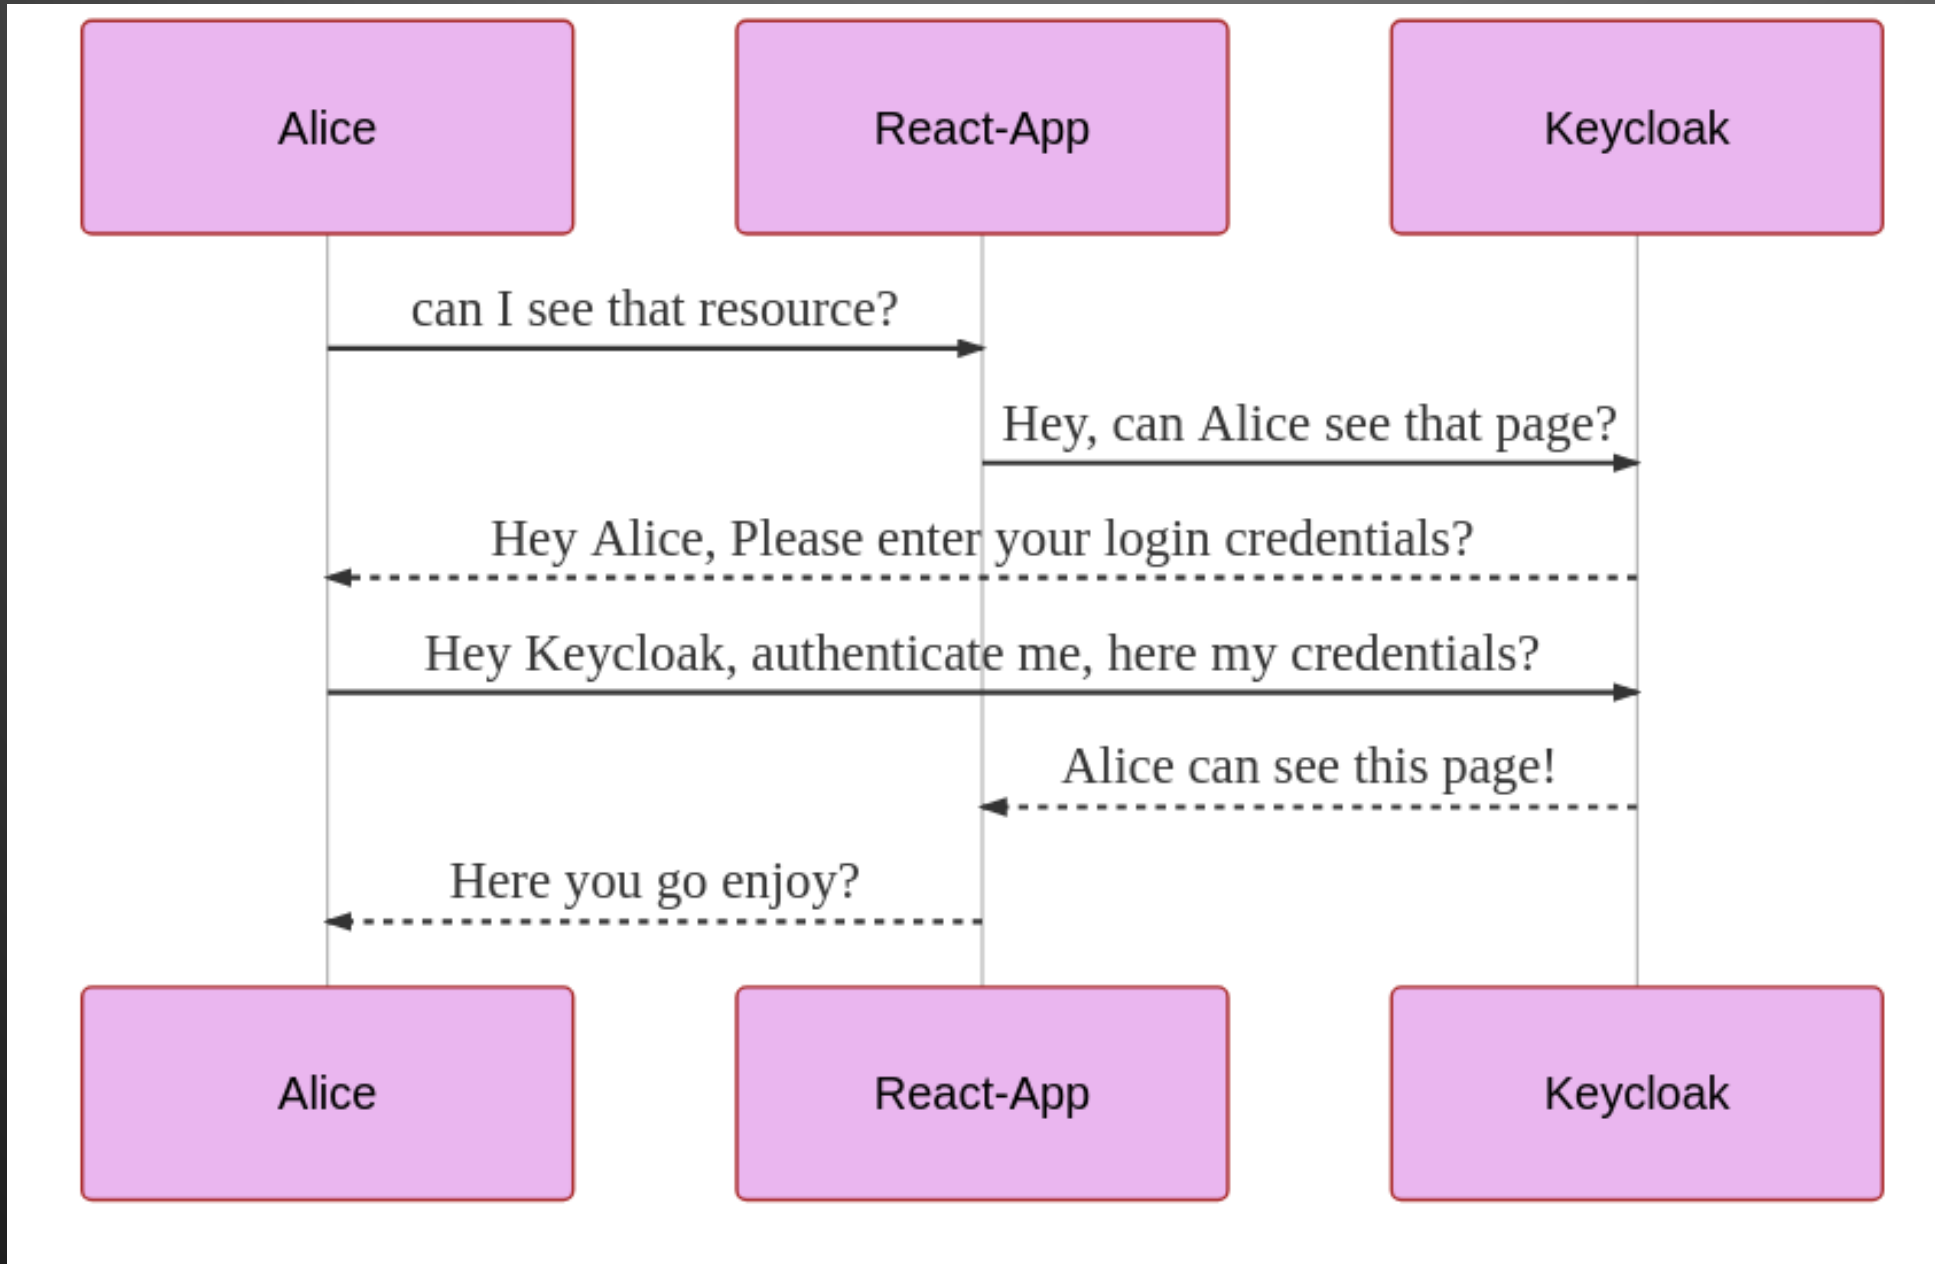 Alice
React-App
Keycloak
can I see that resource?
Hey, can Alice see that page?
Hey Alice, Please enter your login credentials?
Hey Keycloak, authenticate me, here my credentials?
Alice can see this page!
Here you go enjoy?
Alice
React-App
Keycloak